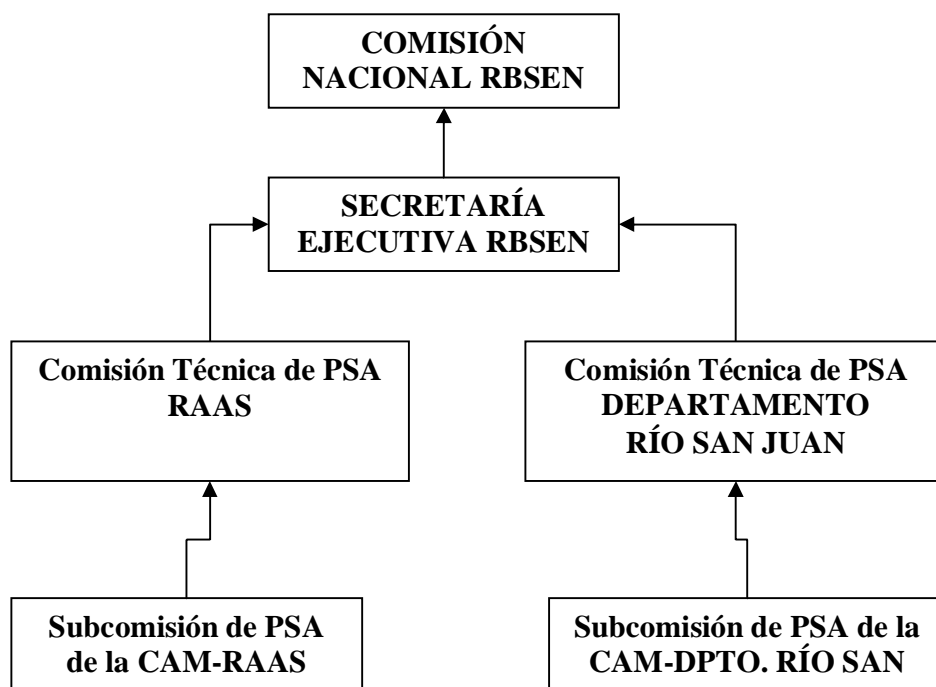 COMISIÓN
NACIONAL RBSEN
SECRETARÍA
EJECUTIVA RBSEN
Comisión Técnica de PSA
RAAS
Comisión Técnica de PSA
DEPARTAMENTO
RÍO SAN JUAN
Subcomisión de PSA
de la CAM-RAAS
Subcomisión de PSA de la
CAM-DPTO. RÍO SAN